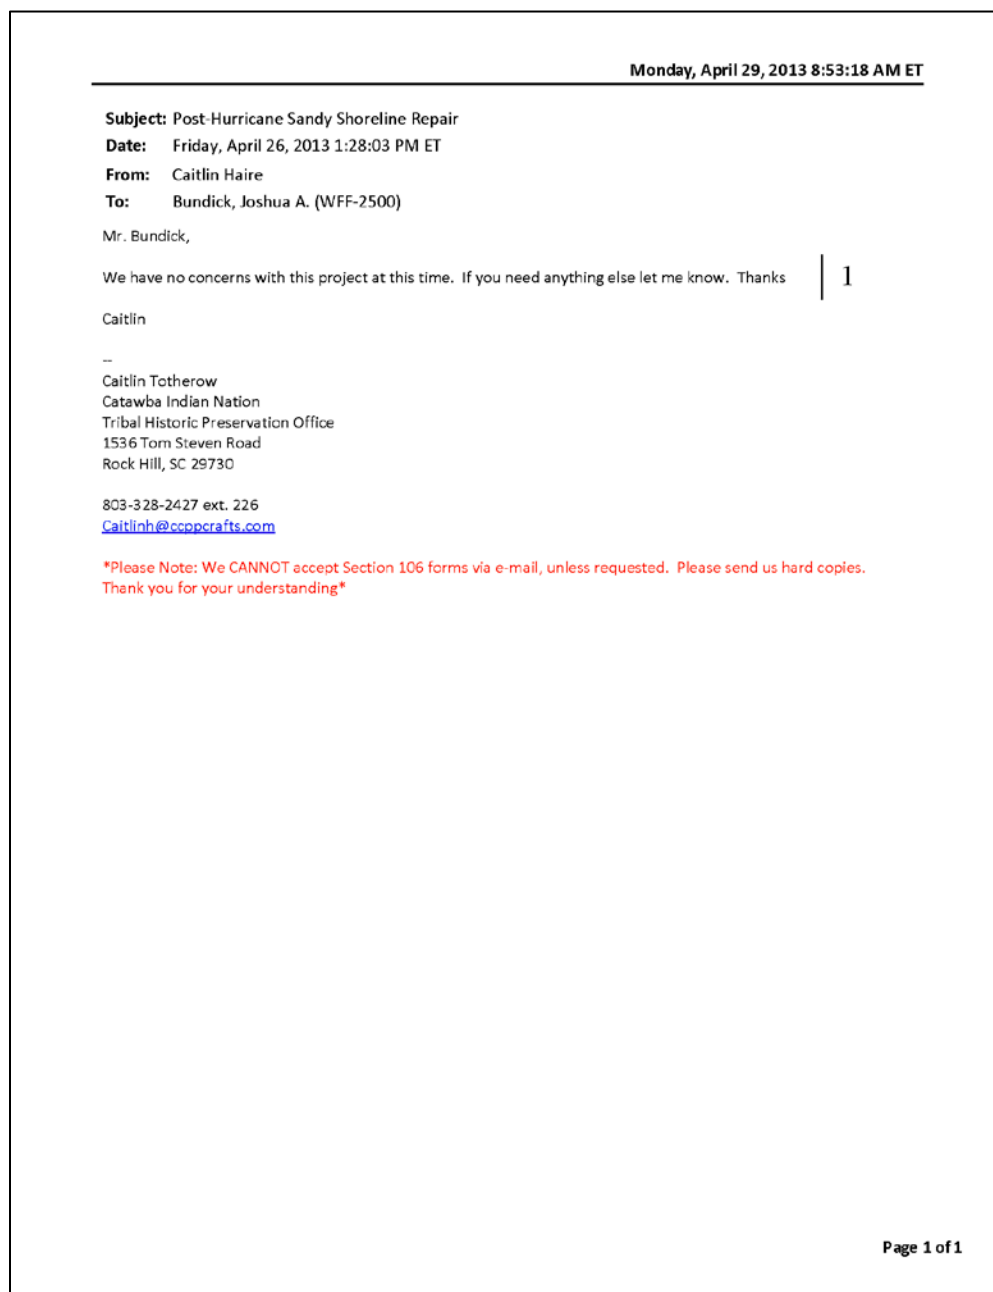 Monday, April 29, 2013 8:53:18 AM ET
Subject: Post-Hurricane Sandy Shoreline Repair
Date: Friday, April 26, 2013 1:28:03 PM ET
From: Caitlin Haire
To: Bundick, Joshua A. (WFF-2500)
Mr. Bundick,
We have no concerns with this project at this time. If you need anything else let me know. Thanks
1
Caitlin
--
Caitlin Totherow
Catawba Indian Nation
Tribal Historic Preservation Office
1536 Tom Steven Road
Rock Hill, SC 29730
803-328-2427 ext. 226
Caitlinh@ccppcrafts.com
*Please Note: We CANNOT accept Section 106 forms via e-mail, unless requested. Please send us hard copies.
Thank you for your understanding*
Page 1 of 1